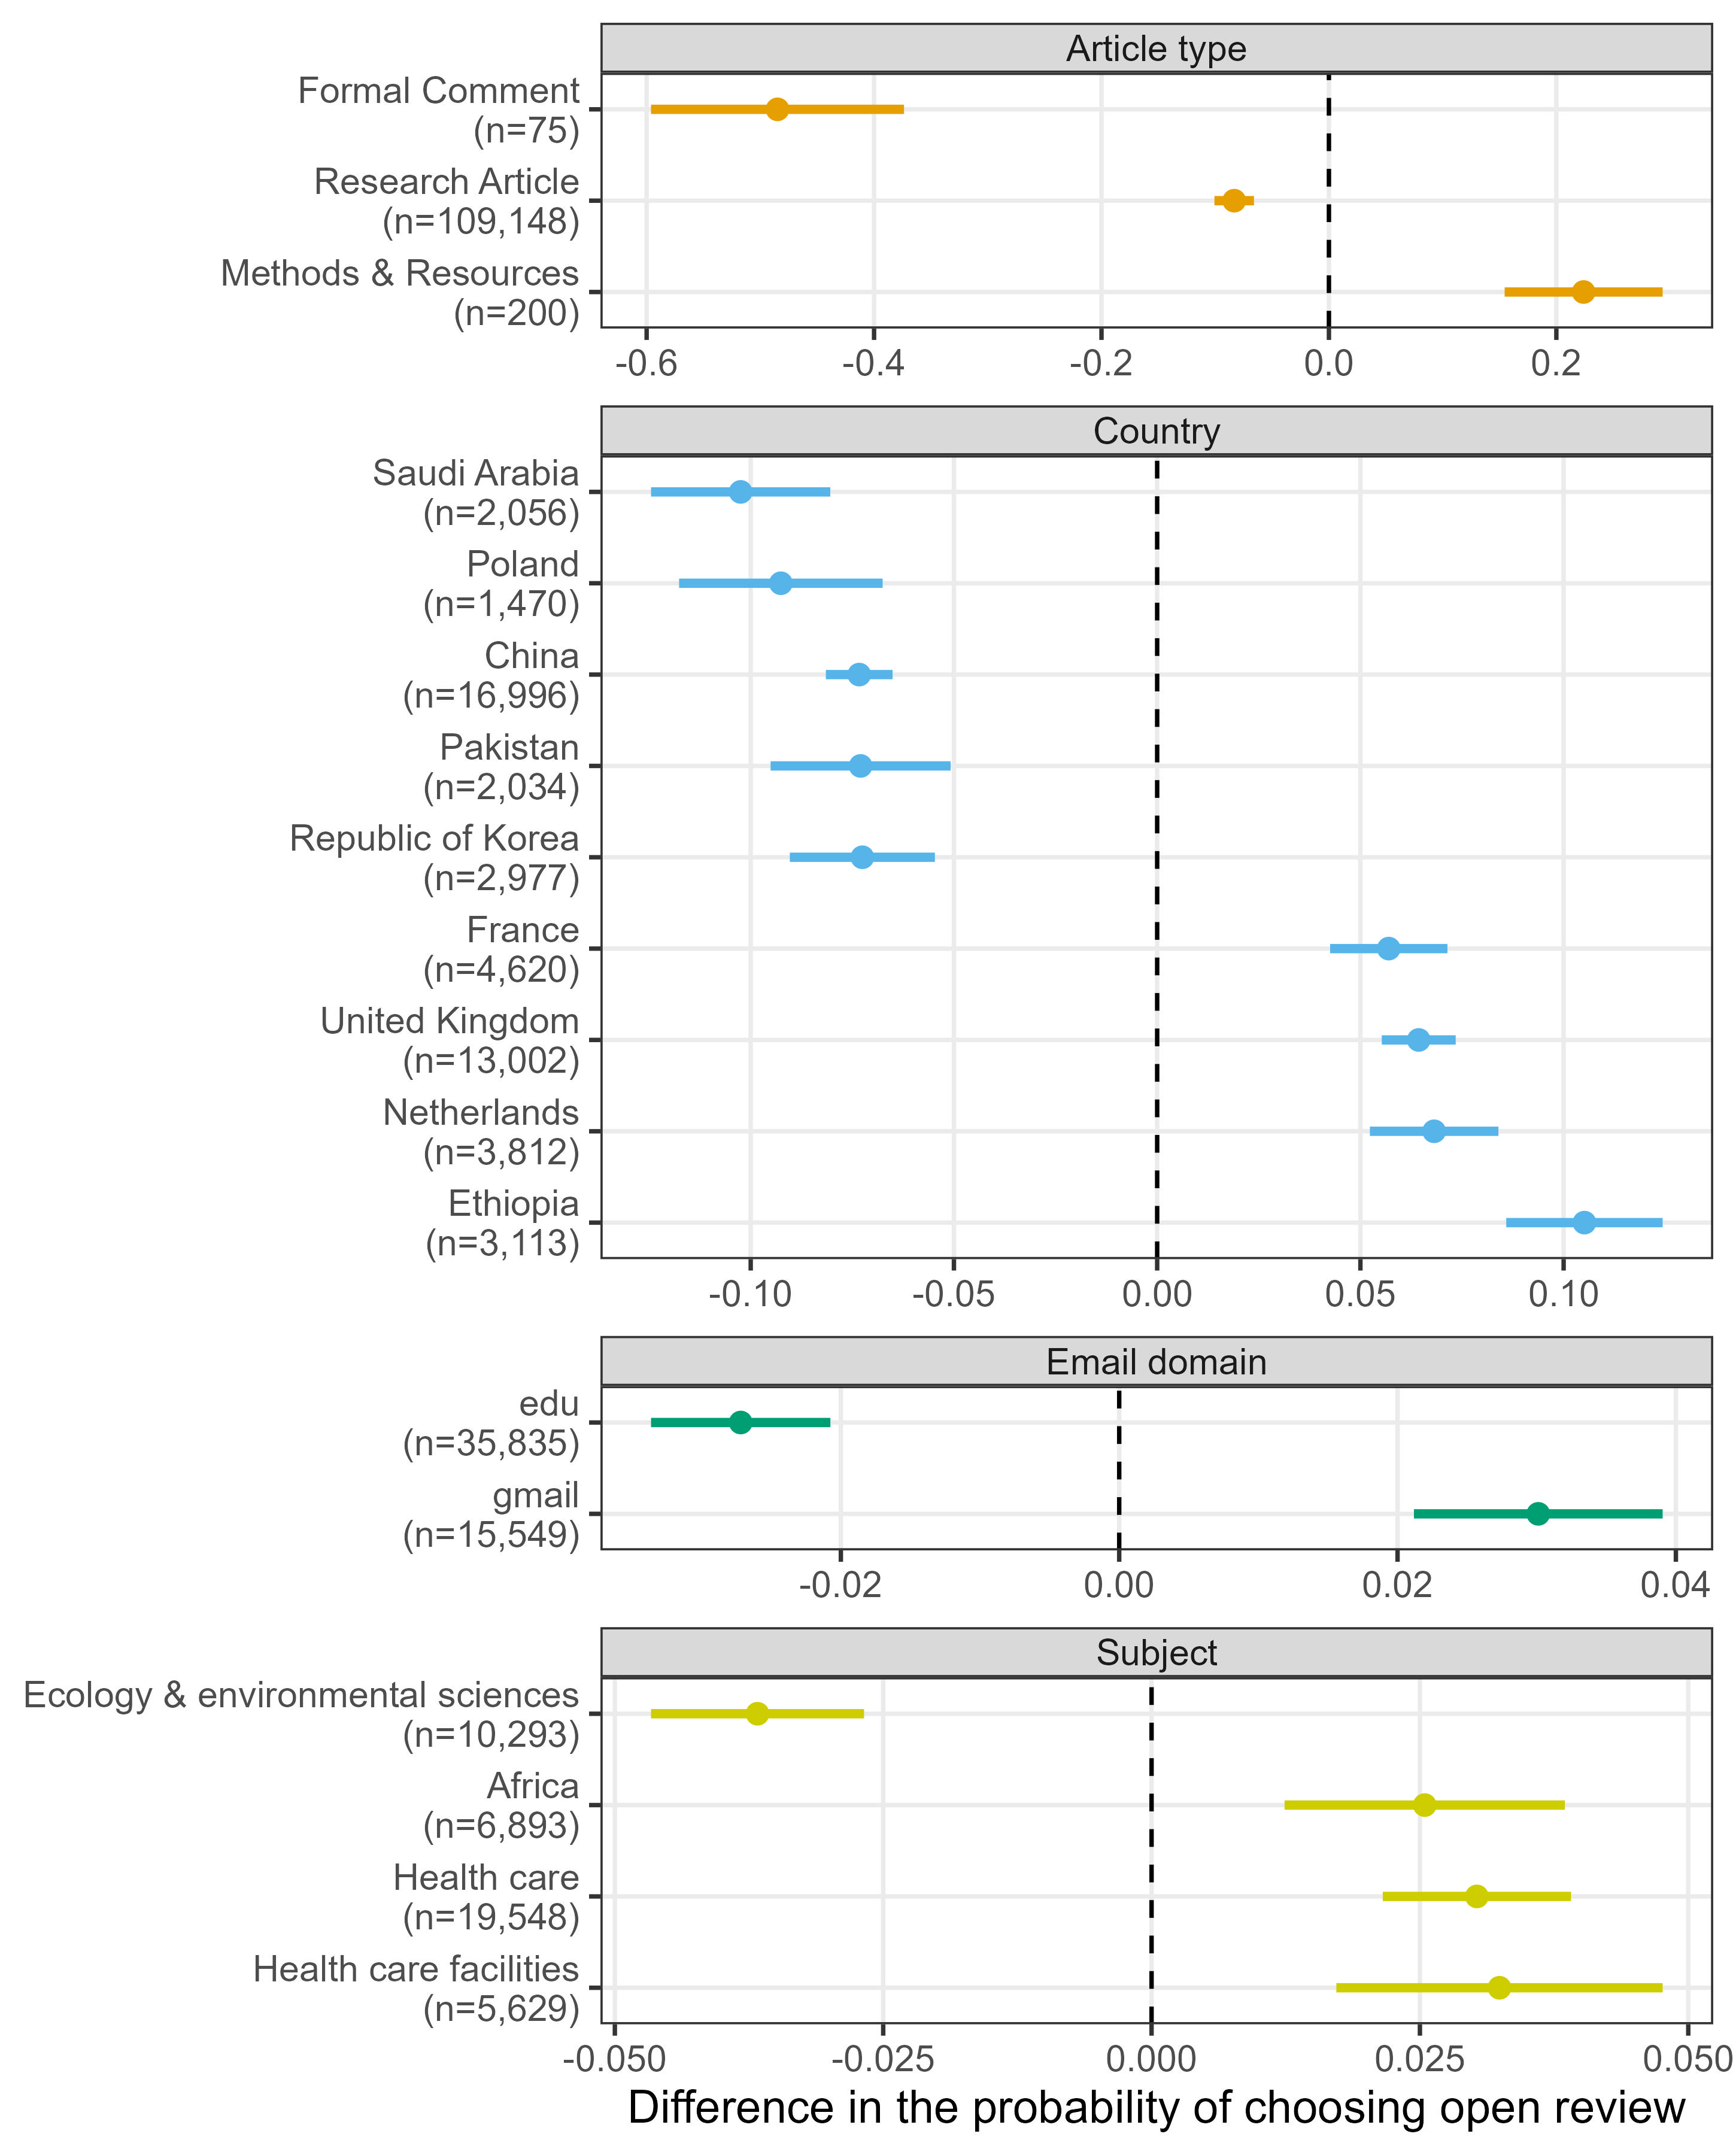 Article type
Formal Comment
(n=75)
Research Article
(n=109,148)
Methods & Resources
(n=200)
-0.6 -0.4 -0.2 0.0 0.2
Country
Saudi Arabia
(n=2,056)
Poland
(n=1,470)
China
(n=16,996)
Pakistan
(n=2,034)
Republic of Korea
(n=2,977)
France
(n=4,620)
United Kingdom
(n=13,002)
Netherlands
(n=3,812)
Ethiopia
(n=3,113)
-0.10 -0.05 0.00 0.05 0.10
Email domain
edu
(n=35,835)
gmail
(n=15,549)
-0.02 0.00 0.02 0.04
Subject
Ecology & environmental sciences
(n=10,293)
Africa
(n=6,893)
Health care
(n=19,548)
Health care facilities
(n=5,629)
-0.050 -0.025 0.000 0.025 0.050
Difference in the probability of choosing open review